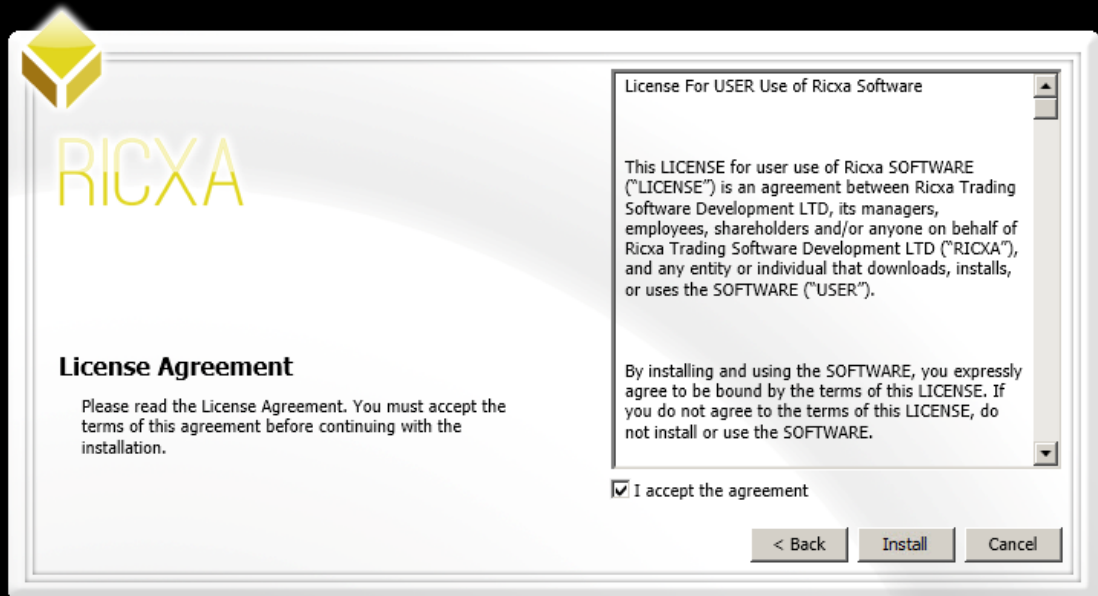 RICXA
License Agreement
Please read the License Agreement. You must accept the
terms of this agreement before continuing with the
installation.
License For USER Use of Ricxa Software
This LICENSE for user use of Ricxa SOFTWARE
(“LICENSE”) is an agreement between Ricxa Trading
Software Development LTD, its managers,
employees, shareholders and/or anyone on behalf of
Ricxa Trading Software Development LTD (“RICXA”),
and any entity or individual that downloads, installs,
or uses the SOFTWARE (“USER”).
By installing and using the SOFTWARE, you expressly
agree to be bound by the terms of this LICENSE. If
you do not agree to the terms of this LICENSE, do
not install or use the SOFTWARE.
I accept the agreement
< Back
Install
Cancel